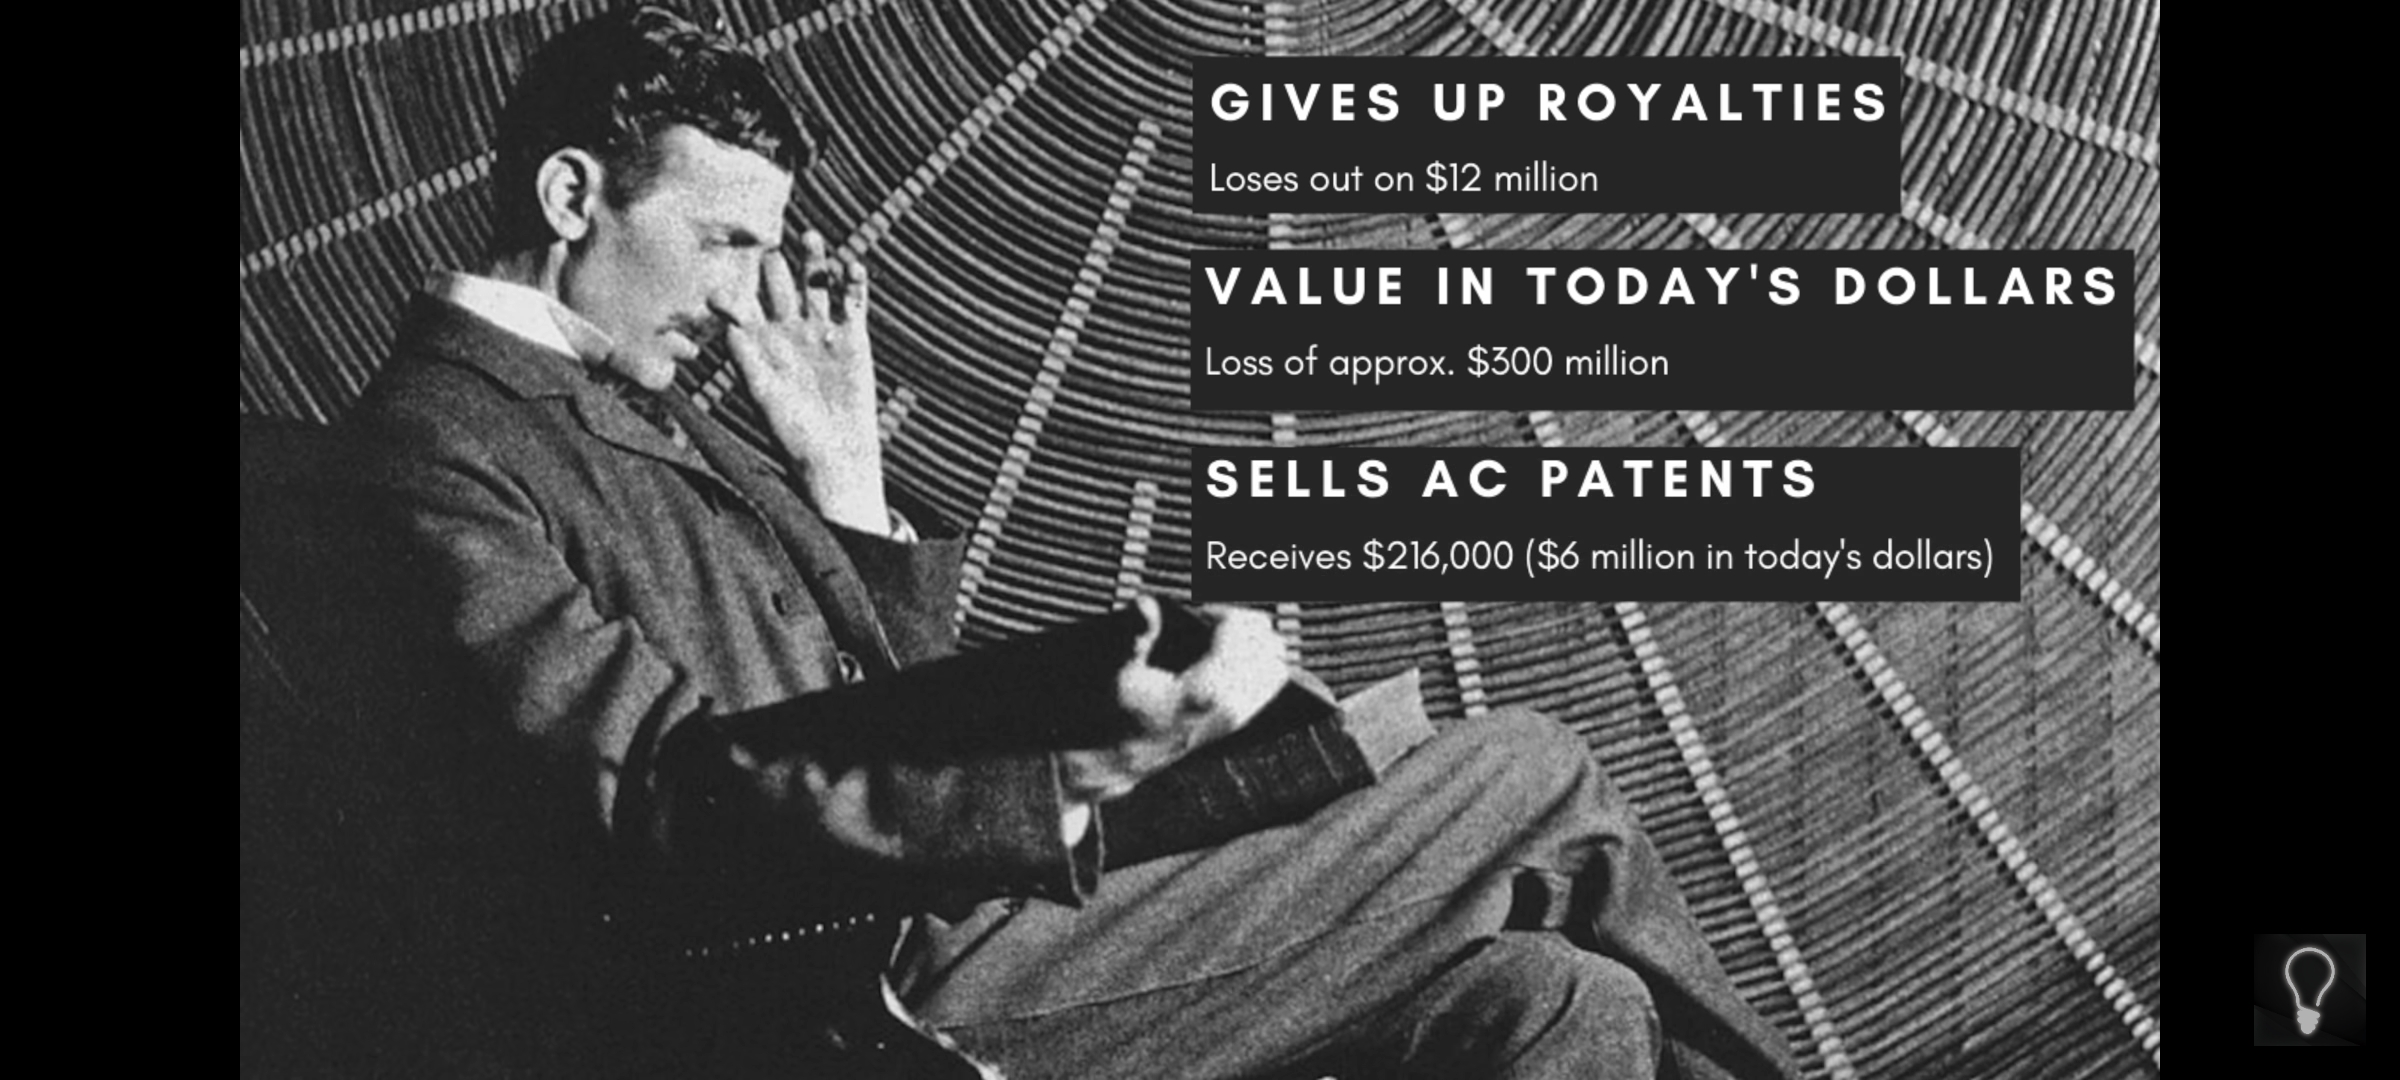 GIVES UP ROYALTIES
Loses out on $12 million
VALUE IN TODAY'S DOLLARS
Loss of approx. $300 million
SELLS AC PATENTS
Receives $216,000 ($6 million in today's dollars)